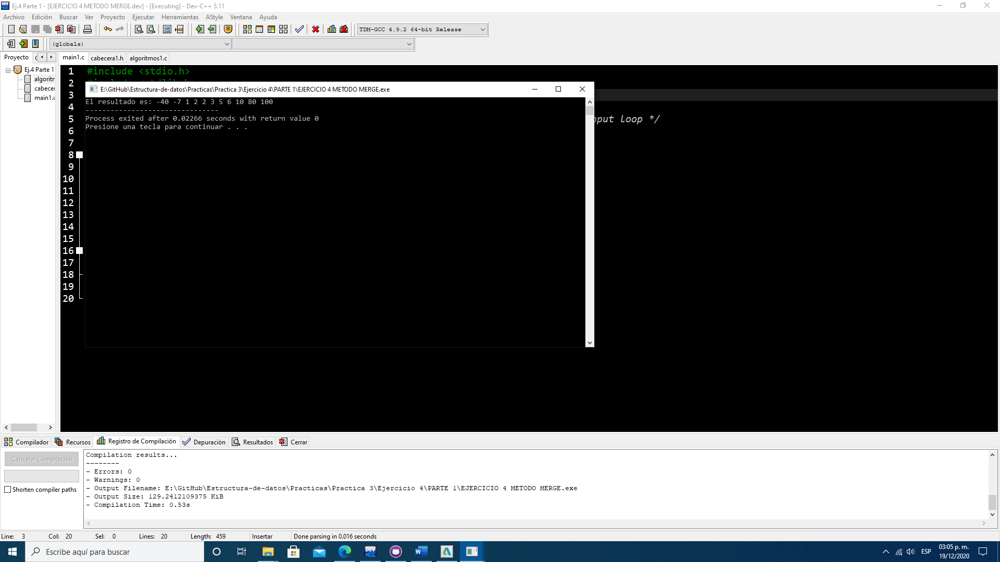 Ej.4 Parte 1 - [EJERCICIO 4 METODO MERGE.dev] - [Executing] - Dev-C++ 5.11
Archivo Edición Buscar Ver Proyecto Ejecutar Herramientas AStyle Ventana Ayuda
TDM-GCC 4.9.2 64-bit Release
(globals)
Proyecto
main1.c cabecera1.h algoritmos1.c
Ej.4 Parte 1
algoritr
cabecer
main1.c
1 #include <stdio.h>
2
3
4
5 nput loop */
6
7
8
9
10
11
12
13
14
15
16
17
18
19
20
E:\GitHub\Estructura-de-datos\Practicas\Practica 3\Ejercicio 4\PARTE 1\EJERCICIO 4 METODO MERGE.exe
El resultado es: -40 -7 1 2 2 3 5 6 10 80 100
--------------------------------
Process exited after 0.02266 seconds with return value 0
Presione una tecla para continuar . . .
Compilador Recursos Registro de Compilación Depuración Resultados Cerrar
Cancelar Compilación
Shorten compiler paths
Compilation results...
--------
- Errors: 0
- Warnings: 0
- Output Filename: E:\GitHub\Estructura-de-datos\Practicas\Practica 3\Ejercicio 4\PARTE 1\EJERCICIO 4 METODO MERGE.exe
- Output Size: 129.2412109375 KiB
- Compilation Time: 0.53s
Line: 3 Col: 20 Sel: 0 Lines: 20 Length: 459 Insertar Done parsing in 0.016 seconds
Escribe aquí para buscar
ESP
03:05 p. m.
19/12/2020